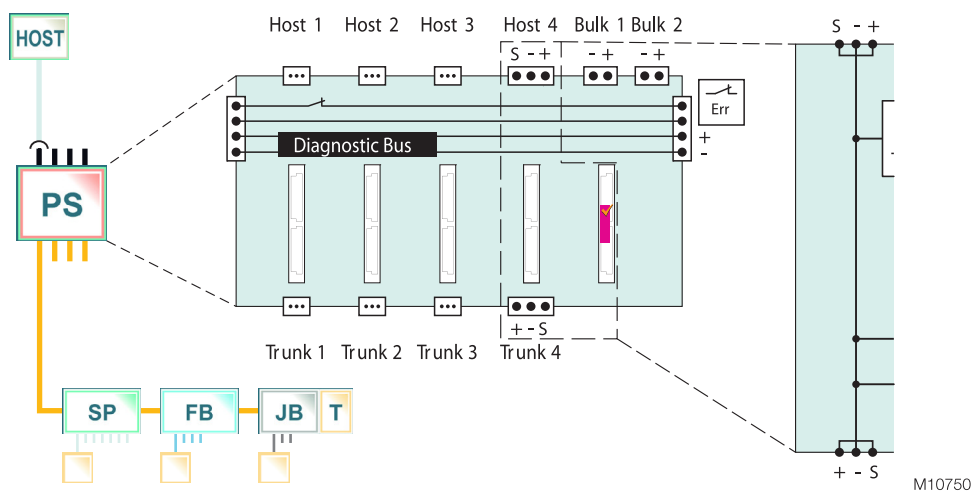 HOST
Host 1 Host 2 Host 3 Host 4 Bulk 1 Bulk 2
S - +
- +
- +
S - +
Err
Diagnostic Bus
+
-
PS
+ - S
Trunk 1 Trunk 2 Trunk 3 Trunk 4
SP FB JB T
+ - S
M10750